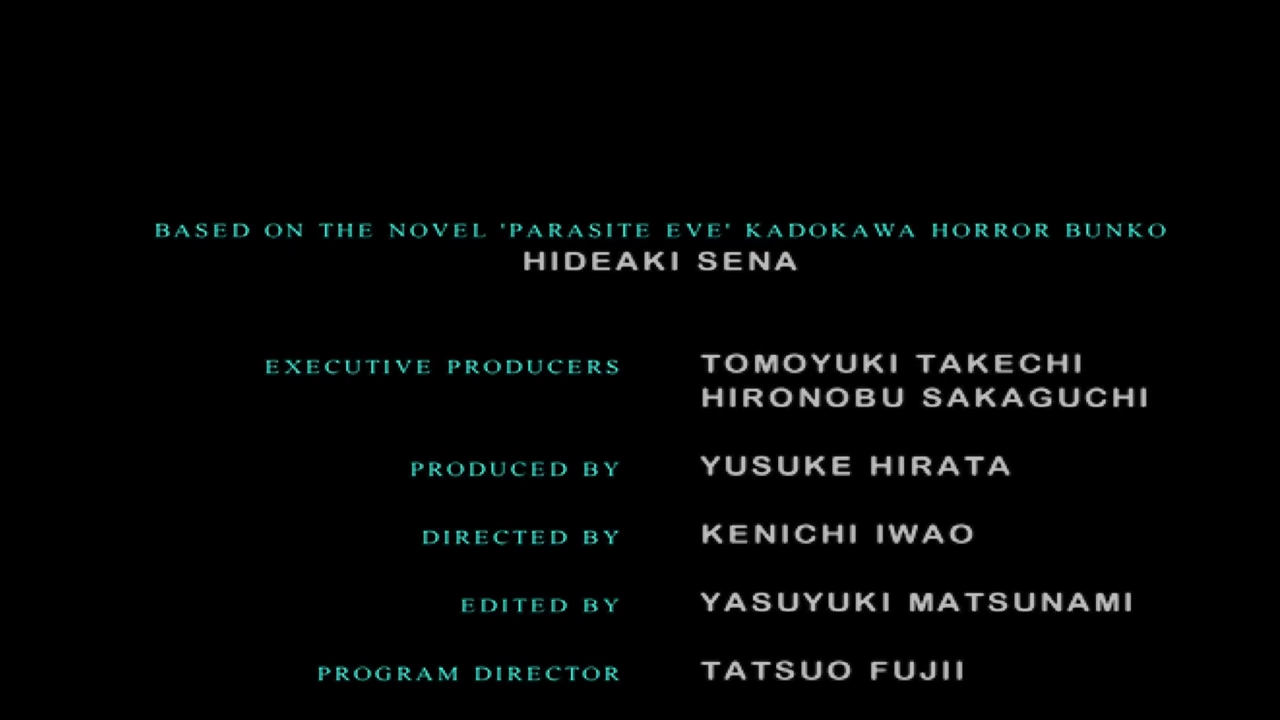 BASED ON THE NOVEL 'PARASITE EVE' KADOKAWA HORROR BUNKO
HIDEAKI SENA
EXECUTIVE PRODUCERS TOMOYUKI TAKECHI
HIRONOBU SAKAGUCHI
PRODUCED BY YUSUKE HIRATA
DIRECTED BY KENICHI IWAO
EDITED BY YASUYUKI MATSUNAMI
PROGRAM DIRECTOR TATSUO FUJII